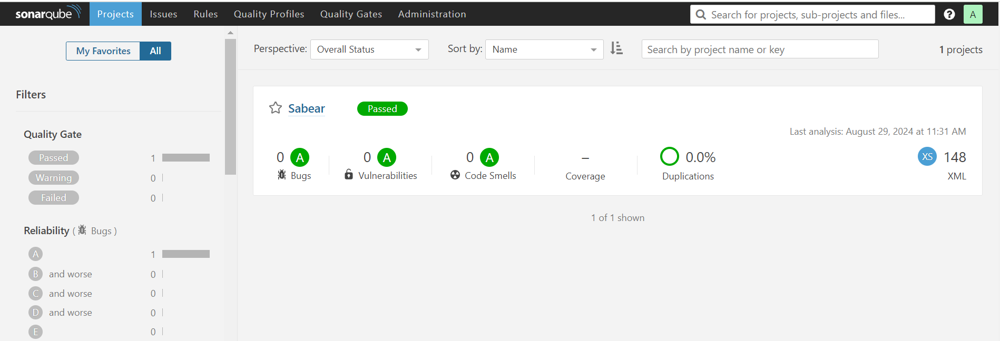 sonarqube Projects Issues Rules Quality Profiles Quality Gates Administration Search for projects, sub-projects and files... ? A
My Favorites All
Perspective: Overall Status Sort by: Name Search by project name or key 1 projects
Filters
Quality Gate
Passed 1
Warning 0
Failed 0
Reliability ( Bugs )
A 1
B and worse 0
C and worse 0
D and worse 0
E 0
Sabear Passed
Last analysis: August 29, 2024 at 11:31 AM
0 A 0 A 0 A – 0.0% XS 148
Bugs Vulnerabilities Code Smells Coverage Duplications XML
1 of 1 shown